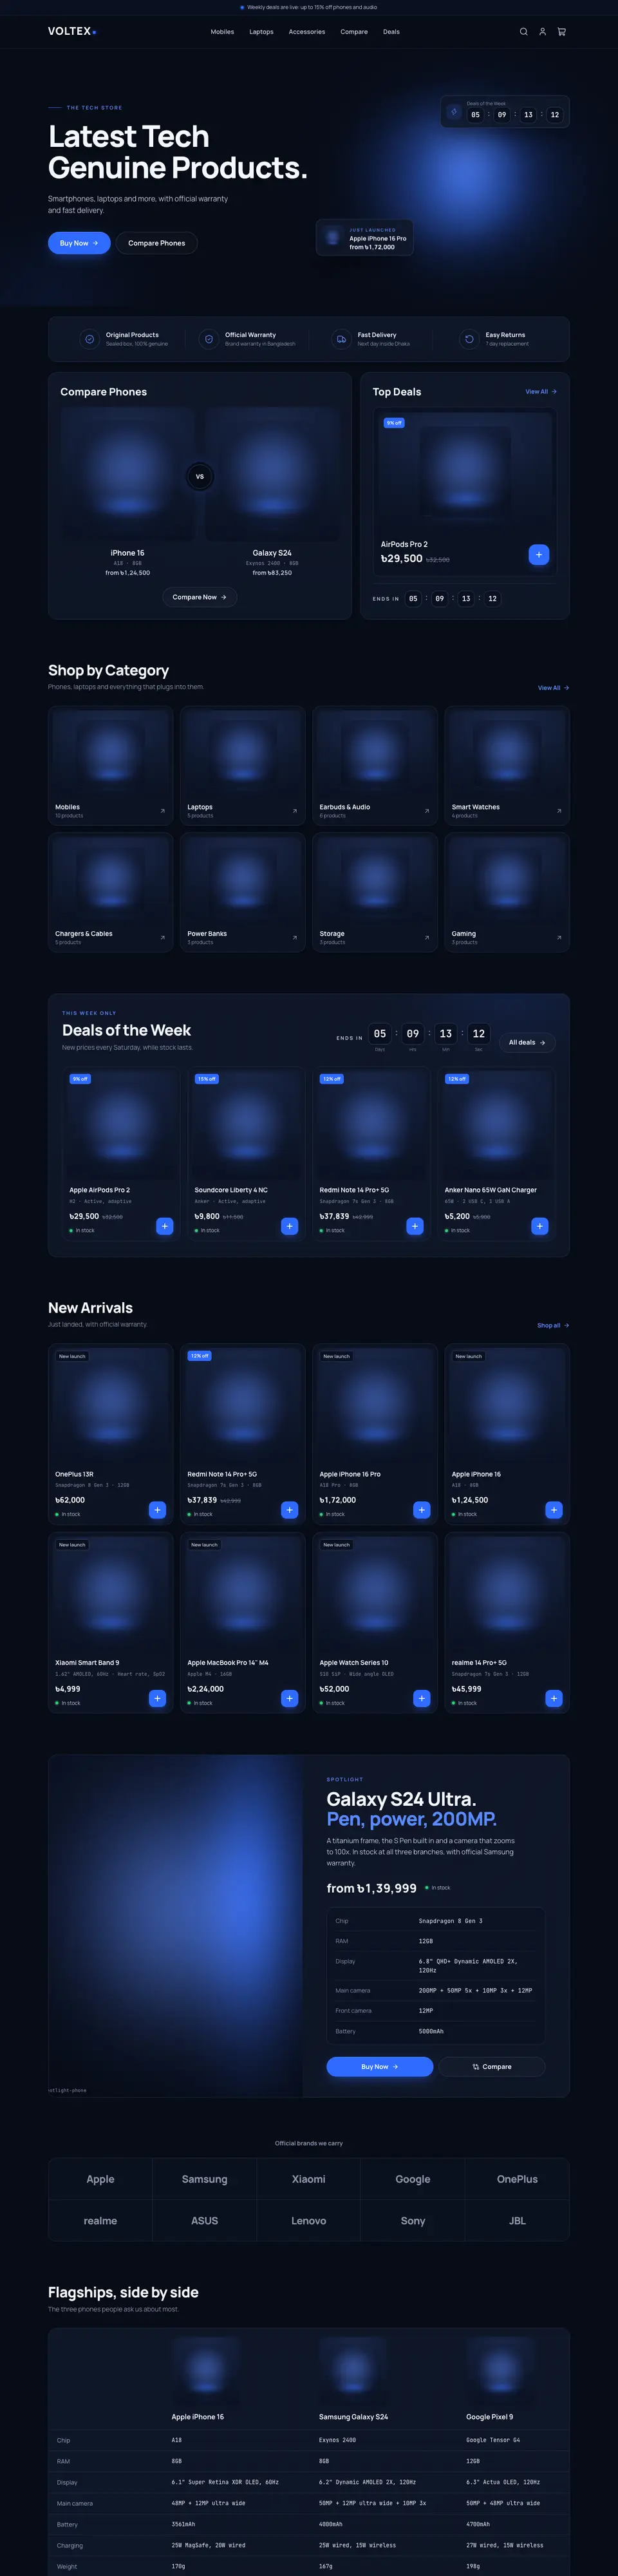 Weekly deals are live: up to 15% off phones and audio
VOLTEX
Mobiles
Laptops
Accessories
Compare
Deals
THE TECH STORE
Latest Tech
Genuine Products.
Smartphones, laptops and more, with official warranty
and fast delivery.
Buy Now
Compare Phones
Deals of the Week
05 : 09 : 13 : 12
JUST LAUNCHED
Apple iPhone 16 Pro
from ৳1,72,000
Original Products
Sealed box, 100% genuine
Official Warranty
Brand warranty in Bangladesh
Fast Delivery
Next day inside Dhaka
Easy Returns
7 day replacement
Compare Phones
VS
iPhone 16
A18 · 8GB
from ৳1,24,500
Galaxy S24
Exynos 2400 · 8GB
from ৳83,250
Compare Now
Top Deals
View All
9% off
AirPods Pro 2
৳29,500 ৳32,500
ENDS IN 05 : 09 : 13 : 12
Shop by Category
Phones, laptops and everything that plugs into them.
View All
Mobiles
10 products
Laptops
5 products
Earbuds & Audio
6 products
Smart Watches
4 products
Chargers & Cables
5 products
Power Banks
3 products
Storage
3 products
Gaming
3 products
THIS WEEK ONLY
Deals of the Week
New prices every Saturday, while stock lasts.
ENDS IN 05 : 09 : 13 : 12
Days
All deals
9% off
Apple AirPods Pro 2
H2 · Active, adaptive
৳29,500 ৳32,500
In stock
15% off
Soundcore Liberty 4 NC
Anker · Active, adaptive
৳9,800 ৳11,500
In stock
12% off
Redmi Note 14 Pro+ 5G
Snapdragon 7s Gen 3 · 8GB
৳37,839 ৳42,999
In stock
12% off
Anker Nano 65W GaN Charger
65W · 2 USB C, 1 USB A
৳5,200 ৳5,900
In stock
New Arrivals
Just landed, with official warranty.
Shop all
New launch
OnePlus 13R
Snapdragon 8 Gen 3 · 12GB
৳62,000
In stock
12% off
Redmi Note 14 Pro+ 5G
Snapdragon 7s Gen 3 · 8GB
৳37,839 ৳42,999
In stock
New launch
Apple iPhone 16 Pro
A18 Pro · 8GB
৳1,72,000
In stock
New launch
Apple iPhone 16
A18 · 8GB
৳1,24,500
In stock
New launch
Xiaomi Smart Band 9
1.62" AMOLED, 60Hz · Heart rate, SpO2
৳4,999
In stock
New launch
Apple MacBook Pro 14" M4
Apple M4 · 16GB
৳2,24,000
In stock
New launch
Apple Watch Series 10
S10 SiP · Wide angle OLED
৳52,000
In stock
realme 14 Pro+ 5G
Snapdragon 7s Gen 3 · 12GB
৳45,999
In stock
SPOTLIGHT
Galaxy S24 Ultra.
Pen, power, 200MP.
A titanium frame, the S Pen built in and a camera that zooms
to 100x. In stock at all three branches, with official Samsung
warranty.
from ৳1,39,999
In stock
Chip
Snapdragon 8 Gen 3
RAM
12GB
Display
6.8" QHD+ Dynamic AMOLED 2X,
120Hz
Main camera
200MP + 50MP 5x + 10MP 3x + 12MP
Front camera
12MP
Battery
5000mAh
Buy Now
Compare
otlight-phone
Official brands we carry
Apple
Samsung
Xiaomi
Google
OnePlus
realme
ASUS
Lenovo
Sony
JBL
Flagships, side by side
The three phones people ask us about most.
Apple iPhone 16
Samsung Galaxy S24
Google Pixel 9
Chip
A18
Exynos 2400
Google Tensor G4
RAM
8GB
8GB
12GB
Display
6.1" Super Retina XDR OLED, 60Hz
6.2" Dynamic AMOLED 2X, 120Hz
6.3" Actua OLED, 120Hz
Main camera
48MP + 12MP ultra wide
50MP + 12MP ultra wide + 10MP 3x
50MP + 48MP ultra wide
Battery
3561mAh
4000mAh
4700mAh
Charging
25W MagSafe, 20W wired
25W wired, 15W wireless
27W wired, 15W wireless
Weight
170g
167g
198g